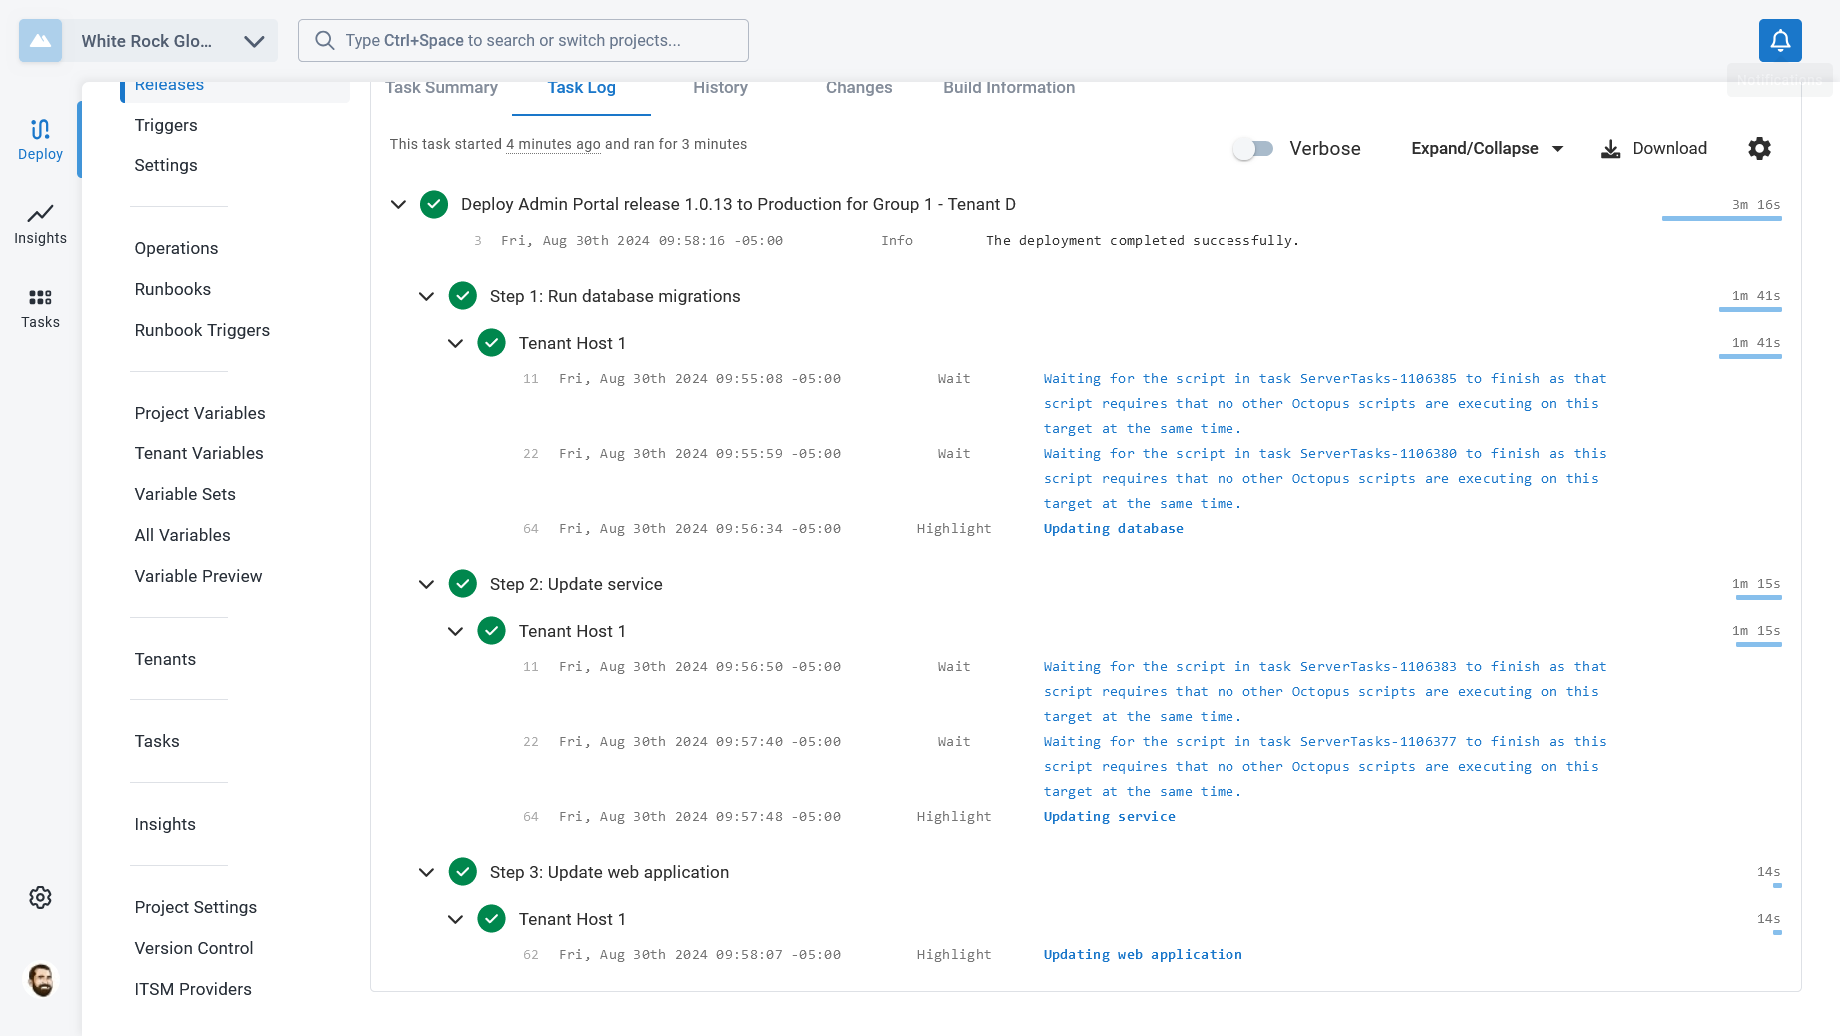 White Rock Glo...
Type Ctrl+Space to search or switch projects...
Notifications
Deploy
Insights
Tasks
Releases
Triggers
Settings
Operations
Runbooks
Runbook Triggers
Project Variables
Tenant Variables
Variable Sets
All Variables
Variable Preview
Tenants
Tasks
Insights
Project Settings
Version Control
ITSM Providers
Task Summary Task Log History Changes Build Information
This task started 4 minutes ago and ran for 3 minutes
Verbose Expand/Collapse Download
Deploy Admin Portal release 1.0.13 to Production for Group 1 - Tenant D 3m 16s
3 Fri, Aug 30th 2024 09:58:16 -05:00 Info The deployment completed successfully.
Step 1: Run database migrations 1m 41s
Tenant Host 1 1m 41s
11 Fri, Aug 30th 2024 09:55:08 -05:00 Wait Waiting for the script in task ServerTasks-1106385 to finish as that
script requires that no other Octopus scripts are executing on this
target at the same time.
22 Fri, Aug 30th 2024 09:55:59 -05:00 Wait Waiting for the script in task ServerTasks-1106380 to finish as this
script requires that no other Octopus scripts are executing on this
target at the same time.
64 Fri, Aug 30th 2024 09:56:34 -05:00 Highlight Updating database
Step 2: Update service 1m 15s
Tenant Host 1 1m 15s
11 Fri, Aug 30th 2024 09:56:50 -05:00 Wait Waiting for the script in task ServerTasks-1106383 to finish as that
script requires that no other Octopus scripts are executing on this
target at the same time.
22 Fri, Aug 30th 2024 09:57:40 -05:00 Wait Waiting for the script in task ServerTasks-1106377 to finish as this
script requires that no other Octopus scripts are executing on this
target at the same time.
64 Fri, Aug 30th 2024 09:57:48 -05:00 Highlight Updating service
Step 3: Update web application 14s
Tenant Host 1 14s
62 Fri, Aug 30th 2024 09:58:07 -05:00 Highlight Updating web application